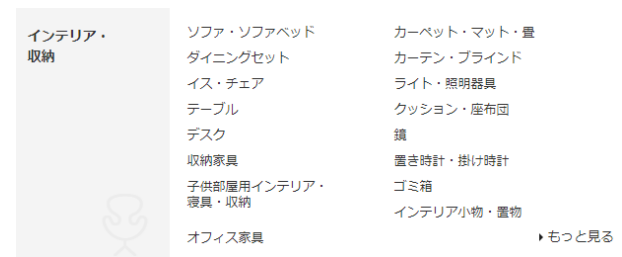 インテリア・
収納
ソファ・ソファベッド
ダイニングセット
イス・チェア
テーブル
デスク
収納家具
子供部屋用インテリア・
寝具・収納
オフィス家具
カーペット・マット・畳
カーテン・ブラインド
ライト・照明器具
クッション・座布団
鏡
置き時計・掛け時計
ゴミ箱
インテリア小物・置物
もっと見る